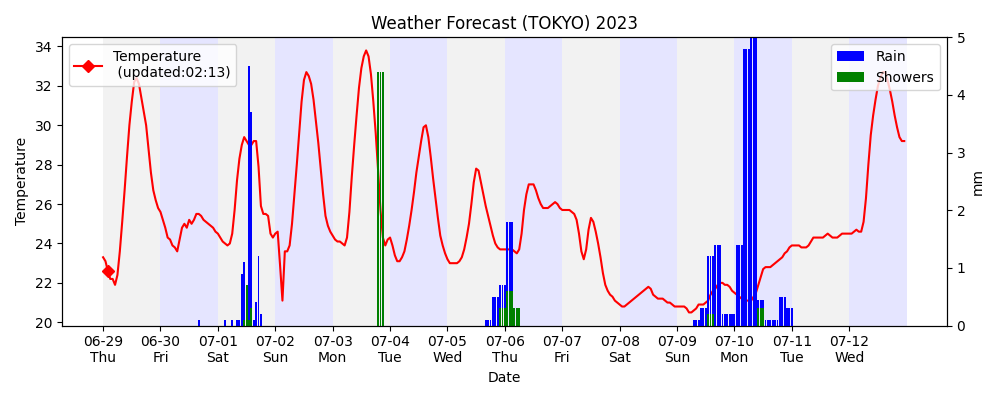 Weather Forecast (TOKYO) 2023
Temperature
(updated:02:13)
Rain
Showers
34
32
30
28
26
24
22
20
Temperature
5
4
3
2
1
0
mm
06-29 06-30 07-01 07-02 07-03 07-04 07-05 07-06 07-07 07-08 07-09 07-10 07-11 07-12
Thu Fri Sat Sun Mon Tue Wed Thu Fri Sat Sun Mon Tue Wed
Date